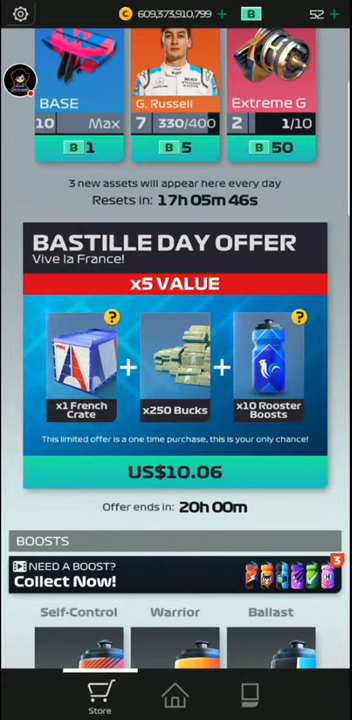 C 609,373,910,799 + B 52 +
BASE
G. Russell
Extreme G
10 Max
7 330/400
2 1/10
B 1
B 5
B 50
3 new assets will appear here every day
Resets in: 17h 05m 46s
BASTILLE DAY OFFER
Vive la France!
x5 VALUE
? ?
x1 French
Crate
+
x250 Bucks
+
x10 Rooster
Boosts
This limited offer is a one time purchase, this is your only chance!
US$10.06
Offer ends in: 20h 00m
BOOSTS
NEED A BOOST?
Collect Now!
3
Self-Control
Warrior
Ballast
Store